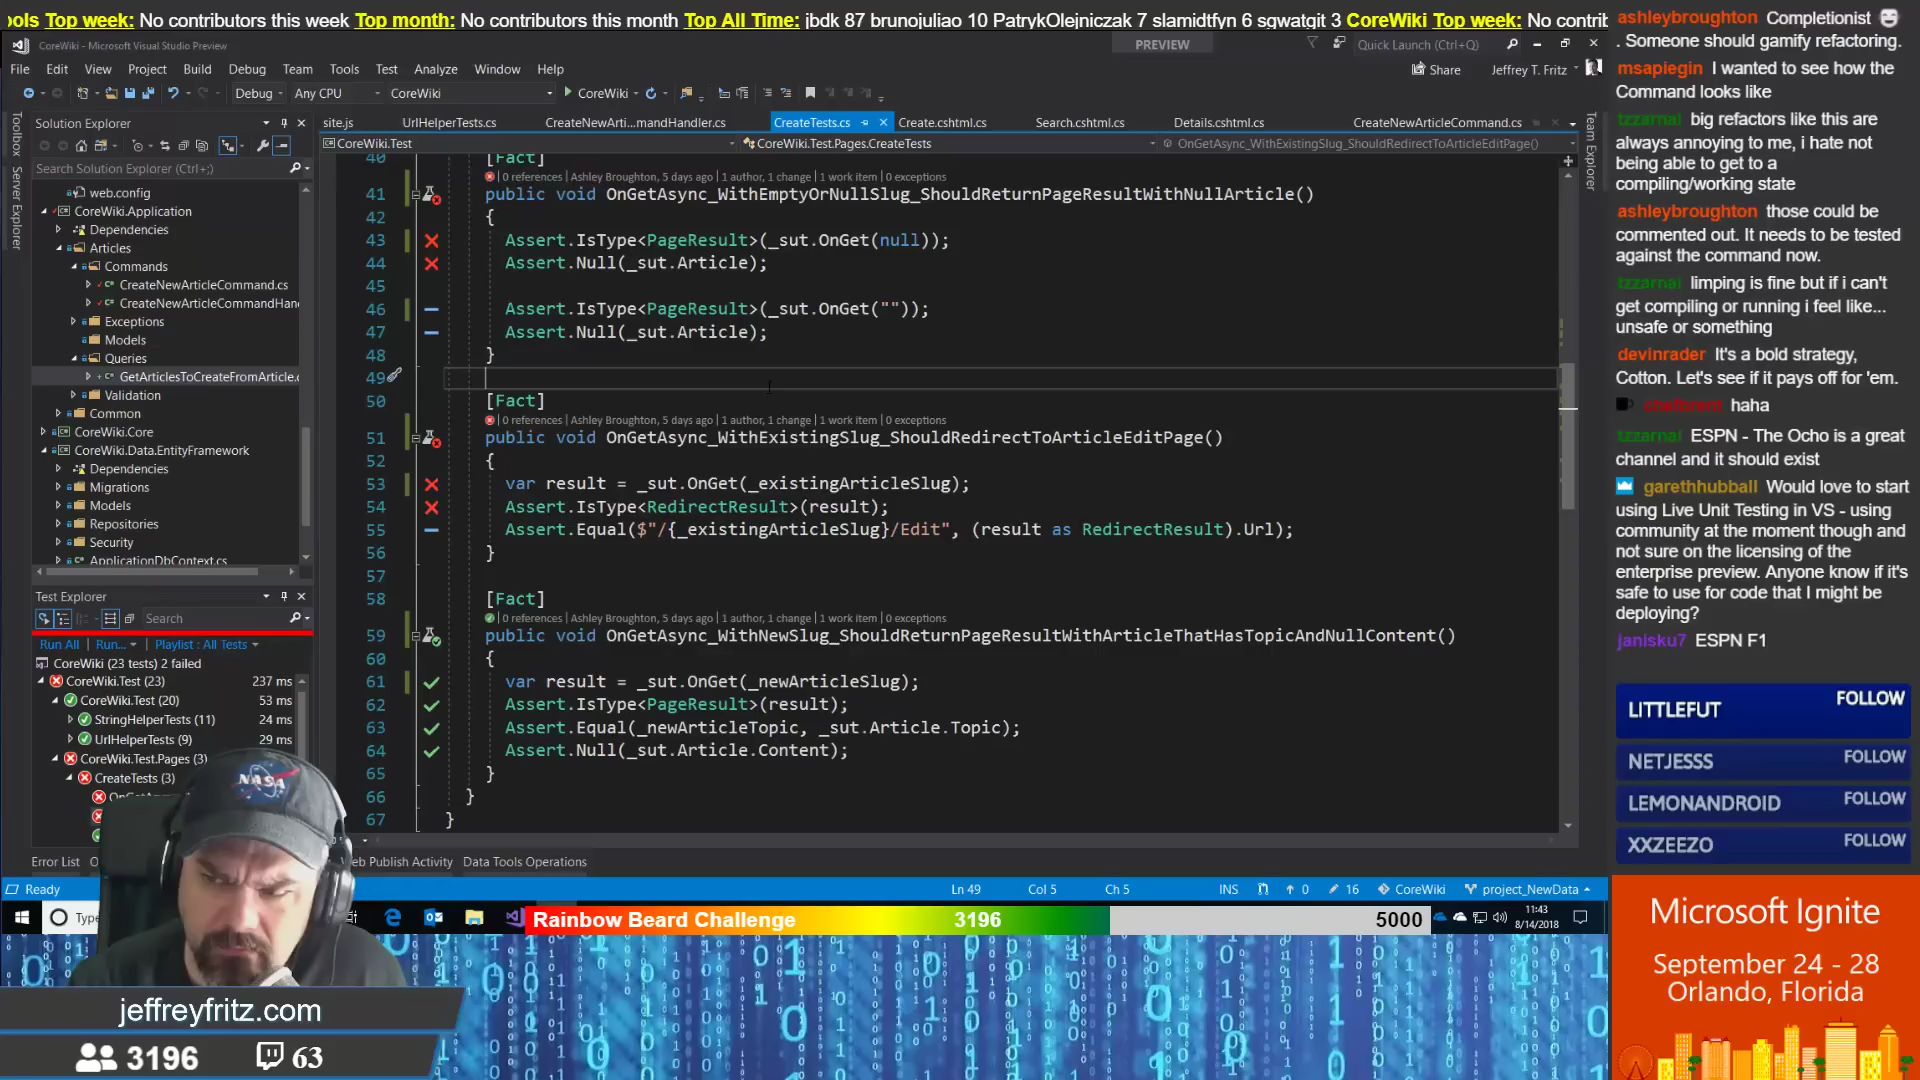 ools Top week: No contributors this week Top month: No contributors this month Top All Time: jbdk 87 brunojuliao 10 PatrykOlejniczak 7 slamidtfyn 6 sgwatgit 3 CoreWiki Top week: No contrib
CoreWiki - Microsoft Visual Studio Preview
PREVIEW
Quick Launch (Ctrl+Q)
File Edit View Project Build Debug Team Tools Test Analyze Window Help
Share
Jeffrey T. Fritz
Debug
Any CPU
CoreWiki
CoreWiki
Toolbox
Server Explorer
Team Explorer
Solution Explorer
Search Solution Explorer (Ctrl+;)
web.config
CoreWiki.Application
Dependencies
Articles
Commands
CreateNewArticleCommand.cs
CreateNewArticleCommandHan
Exceptions
Models
Queries
GetArticlesToCreateFromArticle.c
Validation
Common
CoreWiki.Core
CoreWiki.Data.EntityFramework
Dependencies
Migrations
Models
Repositories
Security
ApplicationDbContext.cs
Test Explorer
Search
Run All Run... Playlist : All Tests
CoreWiki (23 tests) 2 failed
CoreWiki.Test (23) 237 ms
CoreWiki.Test (20) 53 ms
StringHelperTests (11) 24 ms
UrlHelperTests (9) 29 ms
CoreWiki.Test.Pages (3)
CreateTests (3)
site.js UrlHelperTests.cs CreateNewArti...mandHandler.cs CreateTests.cs Create.cshtml.cs Search.cshtml.cs Details.cshtml.cs CreateNewArticleCommand.cs
CoreWiki.Test CoreWiki.Test.Pages.CreateTests OnGetAsync_WithExistingSlug_ShouldRedirectToArticleEditPage()
40 [Fact]
0 references | Ashley Broughton, 5 days ago | 1 author, 1 change | 1 work item | 0 exceptions
41 public void OnGetAsync_WithEmptyOrNullSlug_ShouldReturnPageResultWithNullArticle()
42 {
43 Assert.IsType<PageResult>(_sut.OnGet(null));
44 Assert.Null(_sut.Article);
45
46 Assert.IsType<PageResult>(_sut.OnGet(""));
47 Assert.Null(_sut.Article);
48 }
49
50 [Fact]
0 references | Ashley Broughton, 5 days ago | 1 author, 1 change | 1 work item | 0 exceptions
51 public void OnGetAsync_WithExistingSlug_ShouldRedirectToArticleEditPage()
52 {
53 var result = _sut.OnGet(_existingArticleSlug);
54 Assert.IsType<RedirectResult>(result);
55 Assert.Equal($"/{_existingArticleSlug}/Edit", (result as RedirectResult).Url);
56 }
57
58 [Fact]
0 references | Ashley Broughton, 5 days ago | 1 author, 1 change | 1 work item | 0 exceptions
59 public void OnGetAsync_WithNewSlug_ShouldReturnPageResultWithArticleThatHasTopicAndNullContent()
60 {
61 var result = _sut.OnGet(_newArticleSlug);
62 Assert.IsType<PageResult>(result);
63 Assert.Equal(_newArticleTopic, _sut.Article.Topic);
64 Assert.Null(_sut.Article.Content);
65 }
66 }
67 }
Error List
Web Publish Activity Data Tools Operations
Ready
Ln 49 Col 5 Ch 5 INS 0 16 CoreWiki project_NewData
Type
Rainbow Beard Challenge 3196 5000
11:43
8/14/2018
NASA
jeffreyfritz.com
3196 63
ashleybroughton Completionist
. Someone should gamify refactoring.
msapiegin I wanted to see how the
Command looks like
tzzarnal big refactors like this are
always annoying to me, i hate not
being able to get to a
compiling/working state
ashleybroughton those could be
commented out. It needs to be tested
against the command now.
tzzarnal limping is fine but if i can't
get compiling or running i feel like...
unsafe or something
devinrader It's a bold strategy,
Cotton. Let's see if it pays off for 'em.
chefbrent haha
tzzarnal ESPN - The Ocho is a great
channel and it should exist
garethhubball Would love to start
using Live Unit Testing in VS - using
community at the moment though and
not sure on the licensing of the
enterprise preview. Anyone know if it's
safe to use for code that I might be
deploying?
janisku7 ESPN F1
LITTLEFUT FOLLOW
NETJESSS FOLLOW
LEMONANDROID FOLLOW
XXZEEZO FOLLOW
Microsoft Ignite
September 24 - 28
Orlando, Florida